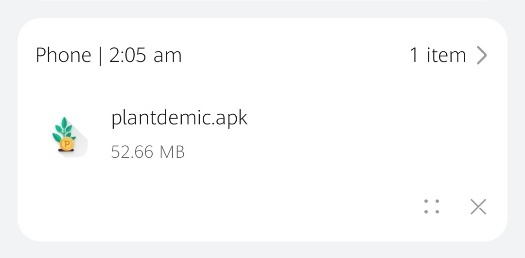 Phone | 2:05 am
1 item
plantdemic.apk
52.66 MB
P